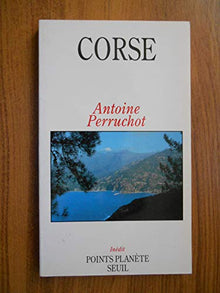 CORSE
Antoine
Perruchot
Inédit
POINTS PLANÈTE
SEUIL